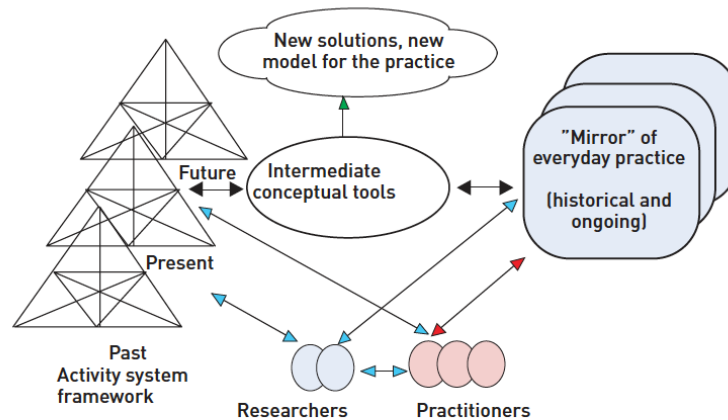 New solutions, new
model for the practice
Intermediate
conceptual tools
"Mirror" of
everyday practice
(historical and
ongoing)
Future
Present
Past
Activity system
framework
Researchers
Practitioners